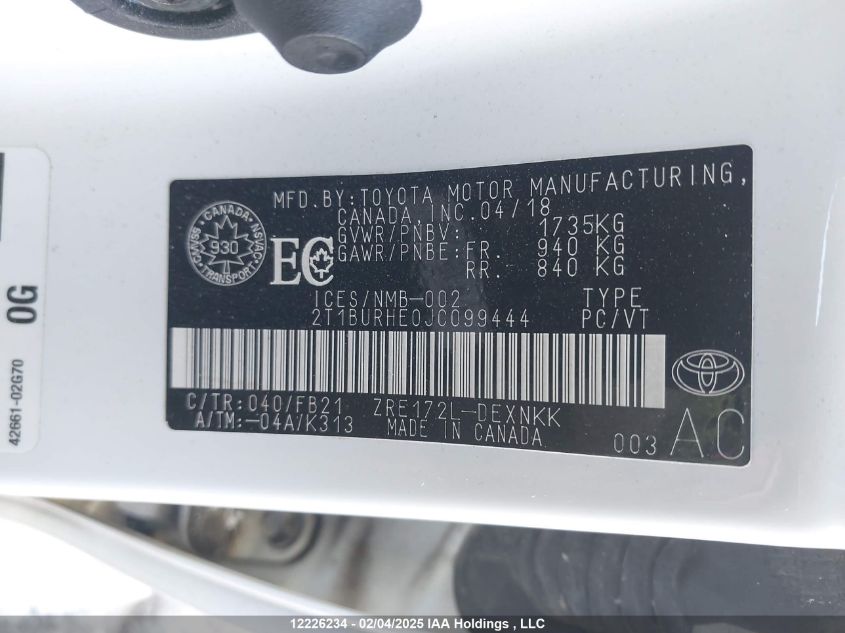 MFD.BY:TOYOTA MOTOR MANUFACTURING,
CANADA,INC.04/18
GVWR/PNBV: 1735KG
GAWR/PNBE:FR. 940 KG
RR. 840 KG
CANADA
930
TRANSPORT
EC
ICES/NMB-002 TYPE
2T1BURHE0JC099444 PC/VT
C/TR:040/FB21 ZRE172L-DEXNKK
A/TM:-04A/K313 MADE IN CANADA
003 AC
0G
42661-02G70
12226234 - 02/04/2025 IAA Holdings , LLC